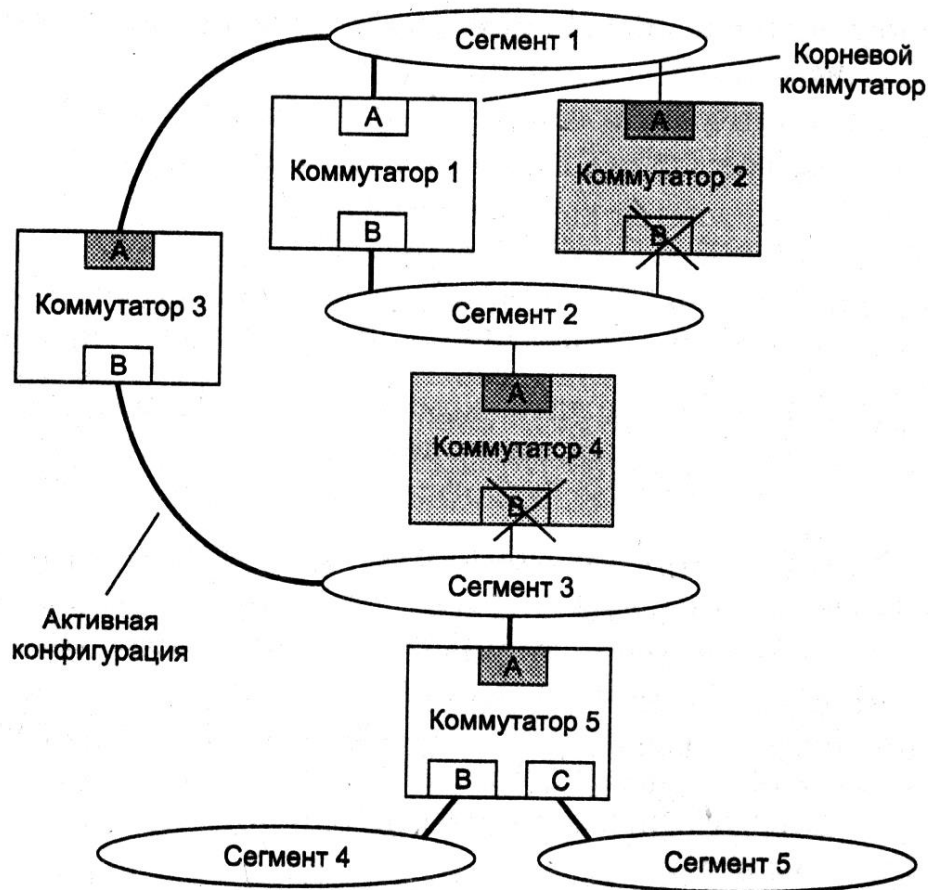 Сегмент 1
Корневой
коммутатор
A
Коммутатор 1
B
A
Коммутатор 2
B
A
Коммутатор 3
B
Сегмент 2
A
Коммутатор 4
B
Сегмент 3
Активная
конфигурация
A
Коммутатор 5
B
C
Сегмент 4
Сегмент 5